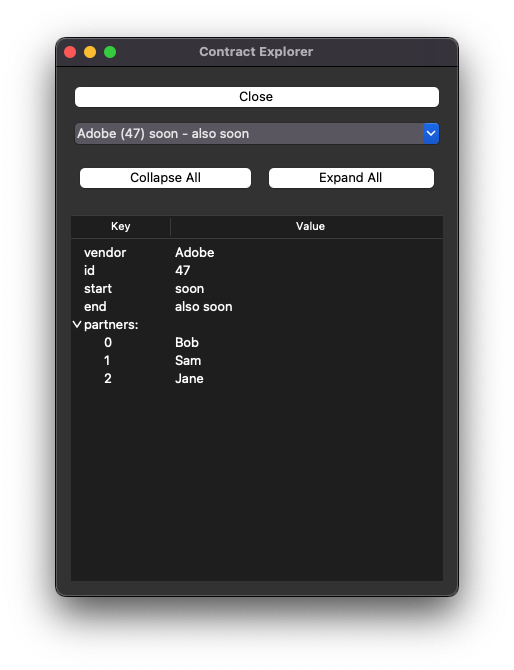 Contract Explorer
Close
Adobe (47) soon - also soon
Collapse All Expand All
Key Value
vendor Adobe
id 47
start soon
end also soon
partners:
0 Bob
1 Sam
2 Jane